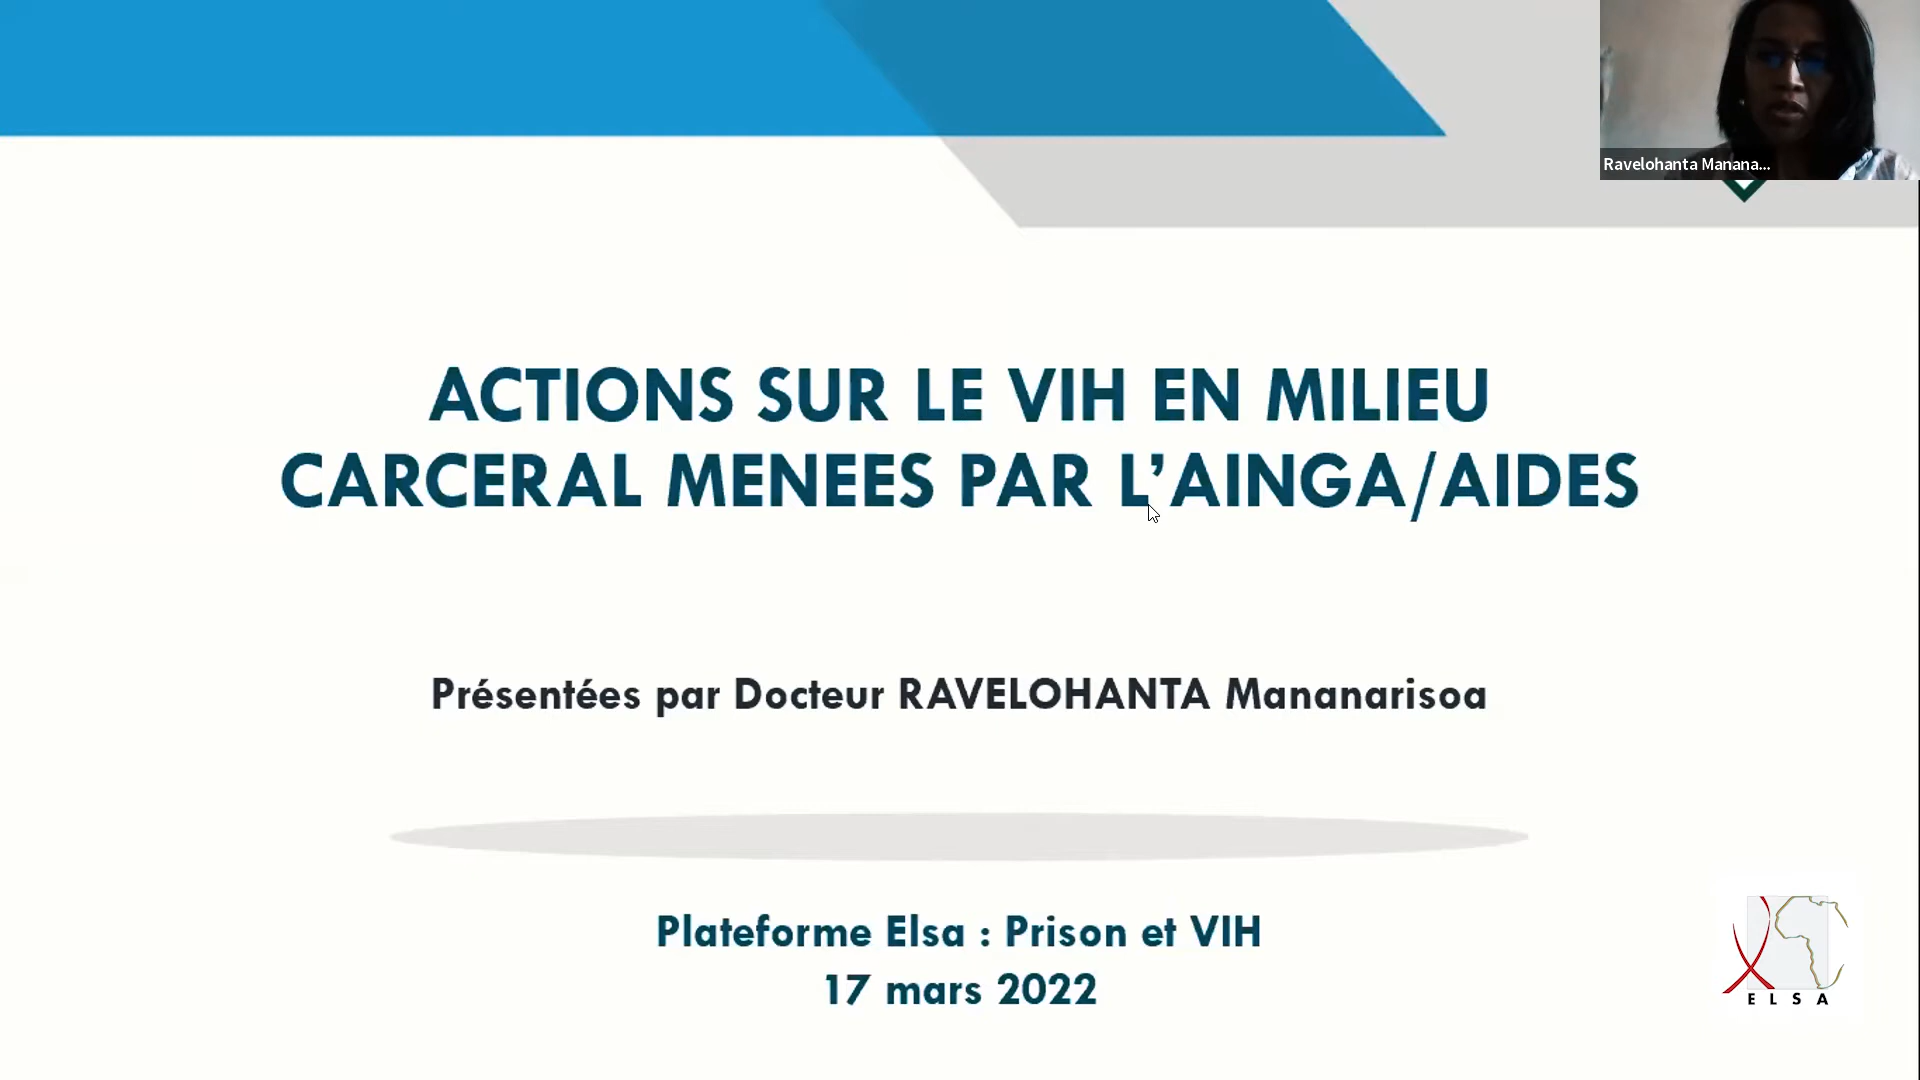 Ravelohanta Manana...
ACTIONS SUR LE VIH EN MILIEU
CARCERAL MENEES PAR L’AINGA/AIDES
Présentées par Docteur RAVELOHANTA Mananarisoa
Plateforme Elsa : Prison et VIH
17 mars 2022
E L S A